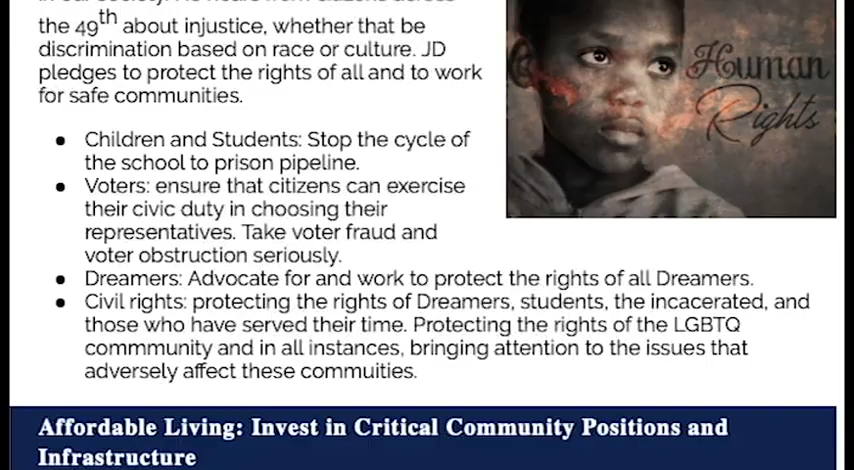 the 49th about injustice, whether that be
discrimination based on race or culture. JD
pledges to protect the rights of all and to work
for safe communities.
Human
Rights
● Children and Students: Stop the cycle of
the school to prison pipeline.
● Voters: ensure that citizens can exercise
their civic duty in choosing their
representatives. Take voter fraud and
voter obstruction seriously.
● Dreamers: Advocate for and work to protect the rights of all Dreamers.
● Civil rights: protecting the rights of Dreamers, students, the incacerated, and
those who have served their time. Protecting the rights of the LGBTQ
commmunity and in all instances, bringing attention to the issues that
adversely affect these commuities.
Affordable Living: Invest in Critical Community Positions and
Infrastructure